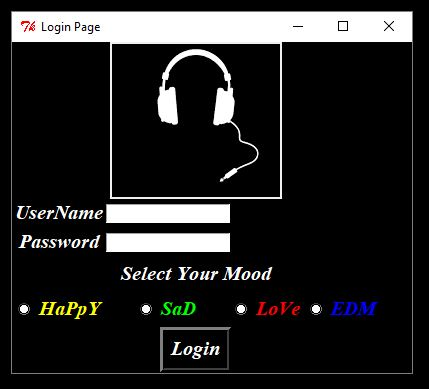 Login Page
UserName
Password
Select Your Mood
HaPpY SaD LoVe EDM
Login